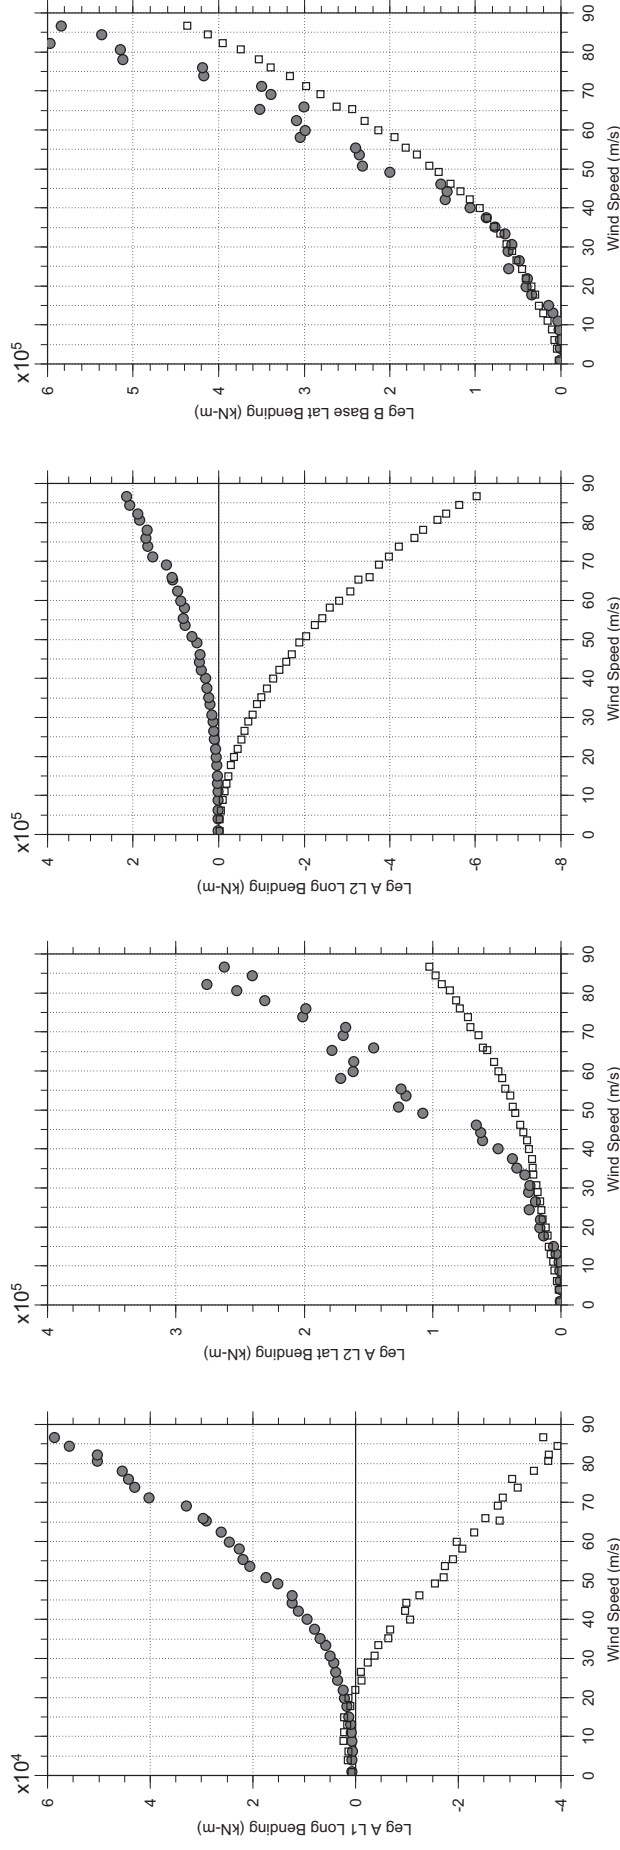 x10⁴
6
4
2
0
-2
-4
Leg A L1 Long Bending (kN-m)
0 10 20 30 40 50 60 70 80 90
Wind Speed (m/s)
x10⁵
4
3
2
1
0
Leg A L2 Lat Bending (kN-m)
0 10 20 30 40 50 60 70 80 90
Wind Speed (m/s)
x10⁵
4
2
0
-2
-4
-6
-8
Leg A L2 Long Bending (kN-m)
0 10 20 30 40 50 60 70 80 90
Wind Speed (m/s)
x10⁵
6
5
4
3
2
1
0
Leg B Base Lat Bending (kN-m)
0 10 20 30 40 50 60 70 80 90
Wind Speed (m/s)